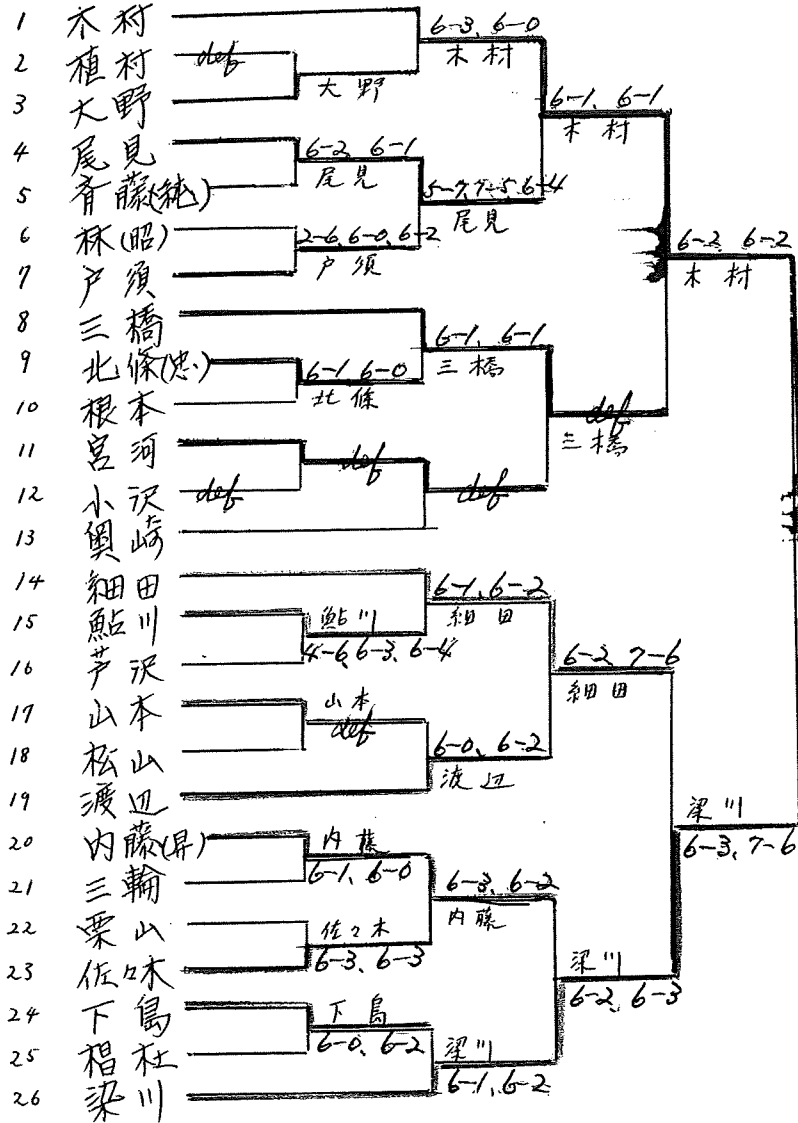 1 木村
2 植村 def
3 大野
4 尾見
5 斉藤(純)
6 林(昭)
7 戸須
8 三橋
9 北條(忠)
10 根本
11 宮河
12 小沢 def
13 奥崎
14 細田
15 鮎川
16 芦沢
17 山本
18 松山
19 渡辺
20 内藤(昇)
21 三輪
22 栗山
23 佐々木
24 下島
25 椙杜
26 梁川
大野
6-2 6-1
尾見
2-6, 6-0, 6-2
戸須
6-1 6-0
北條
def
鮎川
4-6, 6-3, 6-4
山本
def
内藤
6-1, 6-0
佐々木
6-3, 6-3
下島
6-0, 6-2
6-3, 6-0
木村
5-7, 7-5, 6-4
尾見
6-1, 6-1
三橋
def
6-1, 6-2
細田
6-0, 6-2
渡辺
6-3, 6-2
内藤
梁川
6-1, 6-2
6-1, 6-1
木村
def
三橋
6-2, 7-6
細田
梁川
6-2, 6-3
6-2, 6-2
木村
梁川
6-3, 7-6